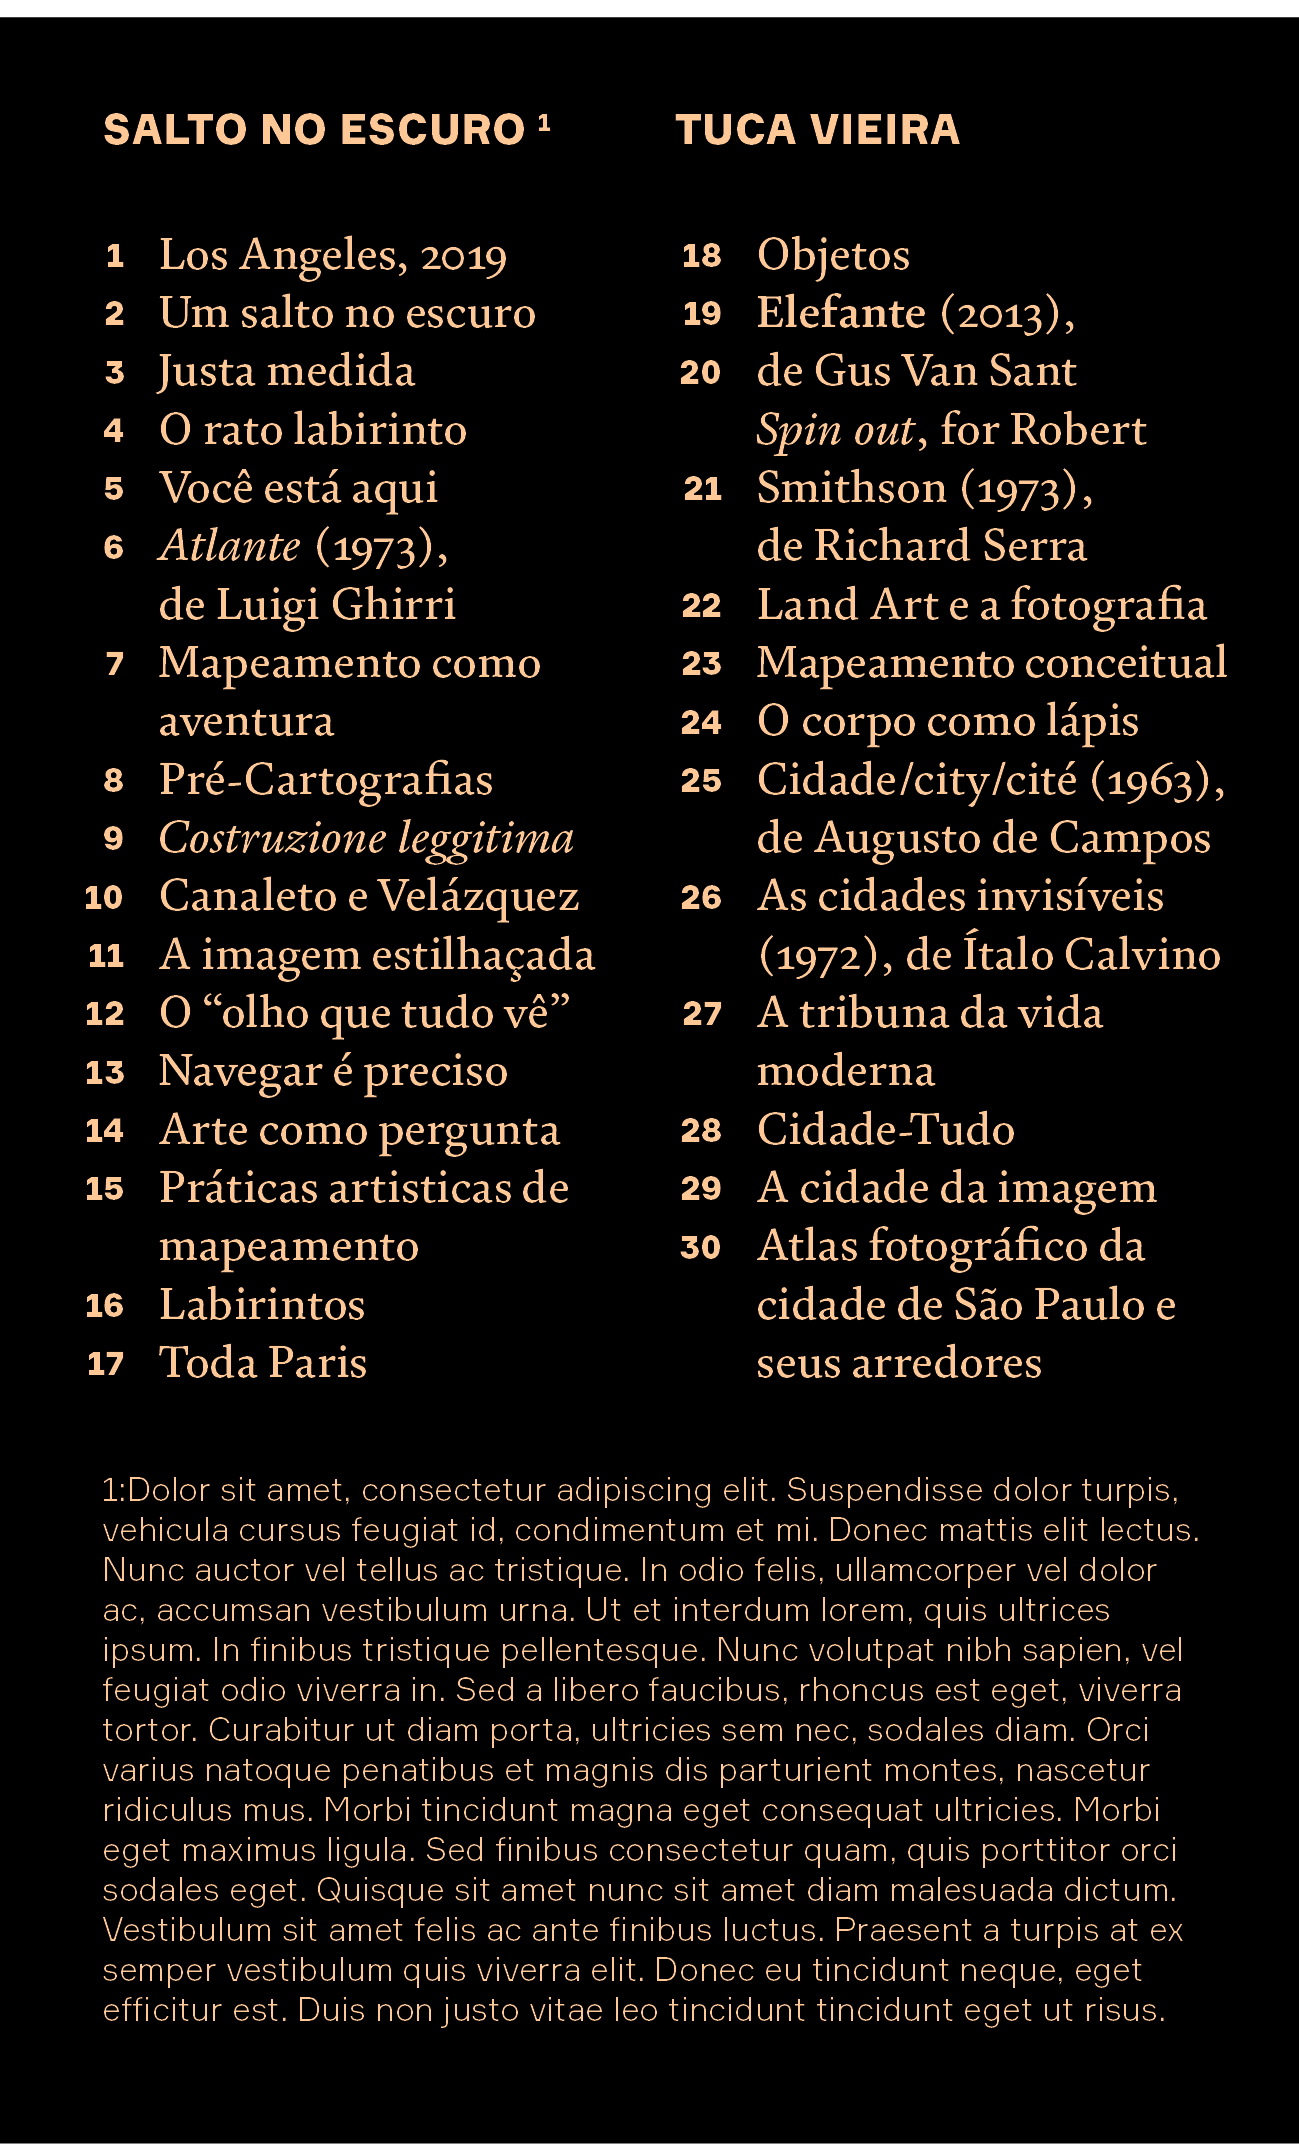 SALTO NO ESCURO ¹
1 Los Angeles, 2019
2 Um salto no escuro
3 Justa medida
4 O rato labirinto
5 Você está aqui
6 Atlante (1973),
de Luigi Ghirri
7 Mapeamento como
aventura
8 Pré-Cartografias
9 Costruzione leggitima
10 Canaleto e Velázquez
11 A imagem estilhaçada
12 O “olho que tudo vê”
13 Navegar é preciso
14 Arte como pergunta
15 Práticas artisticas de
mapeamento
16 Labirintos
17 Toda Paris
TUCA VIEIRA
18 Objetos
19 Elefante (2013),
20 de Gus Van Sant
Spin out, for Robert
21 Smithson (1973),
de Richard Serra
22 Land Art e a fotografia
23 Mapeamento conceitual
24 O corpo como lápis
25 Cidade/city/cité (1963),
de Augusto de Campos
26 As cidades invisíveis
(1972), de Ítalo Calvino
27 A tribuna da vida
moderna
28 Cidade-Tudo
29 A cidade da imagem
30 Atlas fotográfico da
cidade de São Paulo e
seus arredores
1:Dolor sit amet, consectetur adipiscing elit. Suspendisse dolor turpis,
vehicula cursus feugiat id, condimentum et mi. Donec mattis elit lectus.
Nunc auctor vel tellus ac tristique. In odio felis, ullamcorper vel dolor
ac, accumsan vestibulum urna. Ut et interdum lorem, quis ultrices
ipsum. In finibus tristique pellentesque. Nunc volutpat nibh sapien, vel
feugiat odio viverra in. Sed a libero faucibus, rhoncus est eget, viverra
tortor. Curabitur ut diam porta, ultricies sem nec, sodales diam. Orci
varius natoque penatibus et magnis dis parturient montes, nascetur
ridiculus mus. Morbi tincidunt magna eget consequat ultricies. Morbi
eget maximus ligula. Sed finibus consectetur quam, quis porttitor orci
sodales eget. Quisque sit amet nunc sit amet diam malesuada dictum.
Vestibulum sit amet felis ac ante finibus luctus. Praesent a turpis at ex
semper vestibulum quis viverra elit. Donec eu tincidunt neque, eget
efficitur est. Duis non justo vitae leo tincidunt tincidunt eget ut risus.